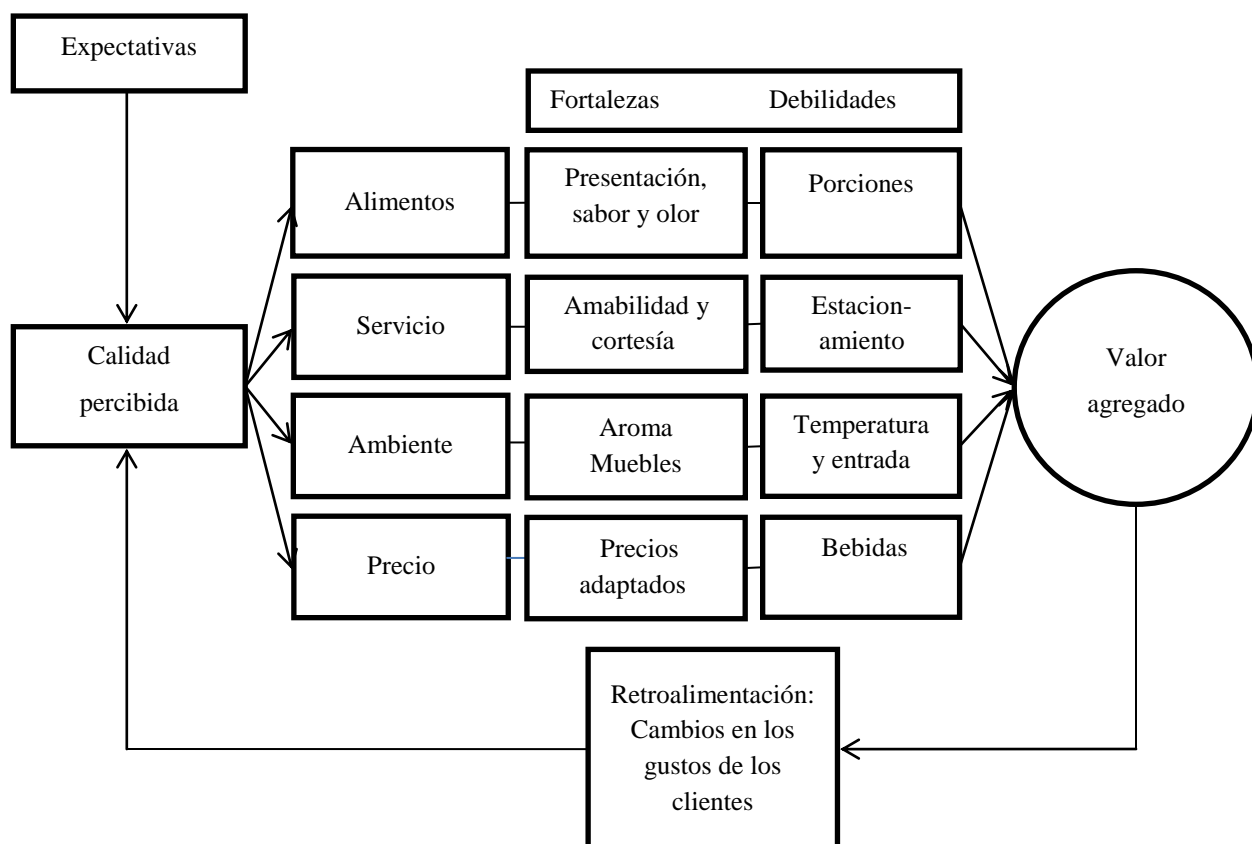 Expectativas
Fortalezas Debilidades
Alimentos
Presentación,
sabor y olor
Porciones
Servicio
Amabilidad y
cortesía
Estacion-
amiento
Calidad
percibida
Valor
agregado
Ambiente
Aroma
Muebles
Temperatura
y entrada
Precio
Precios
adaptados
Bebidas
Retroalimentación:
Cambios en los
gustos de los
clientes